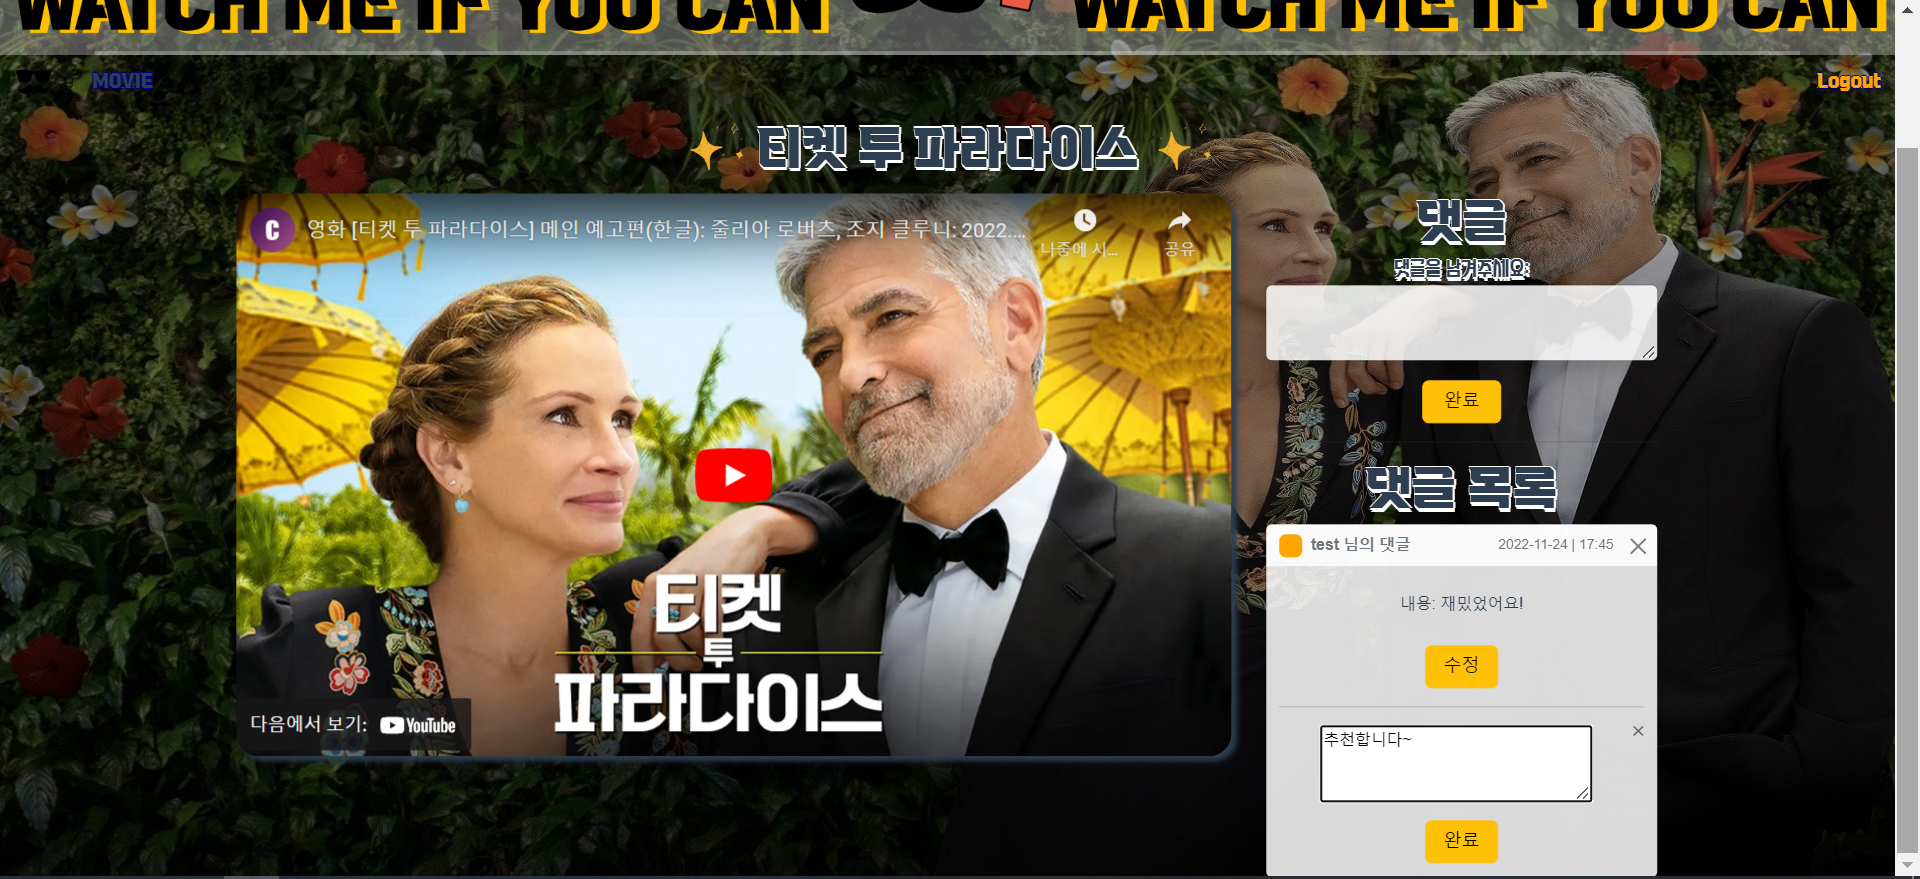 WATCH ME IF YOU CAN
WATCH ME IF YOU CAN
MOVIE
Logout
티켓 투 파라다이스
C
영화 [티켓 투 파라다이스] 메인 예고편(한글): 줄리아 로버츠, 조지 클루니: 2022....
나중에 시...
공유
티켓
투
파라다이스
다음에서 보기: YouTube
댓글
댓글을 남겨주세요:
완료
댓글 목록
test 님의 댓글
2022-11-24 | 17:45
내용: 재밌었어요!
수정
추천합니다~
완료